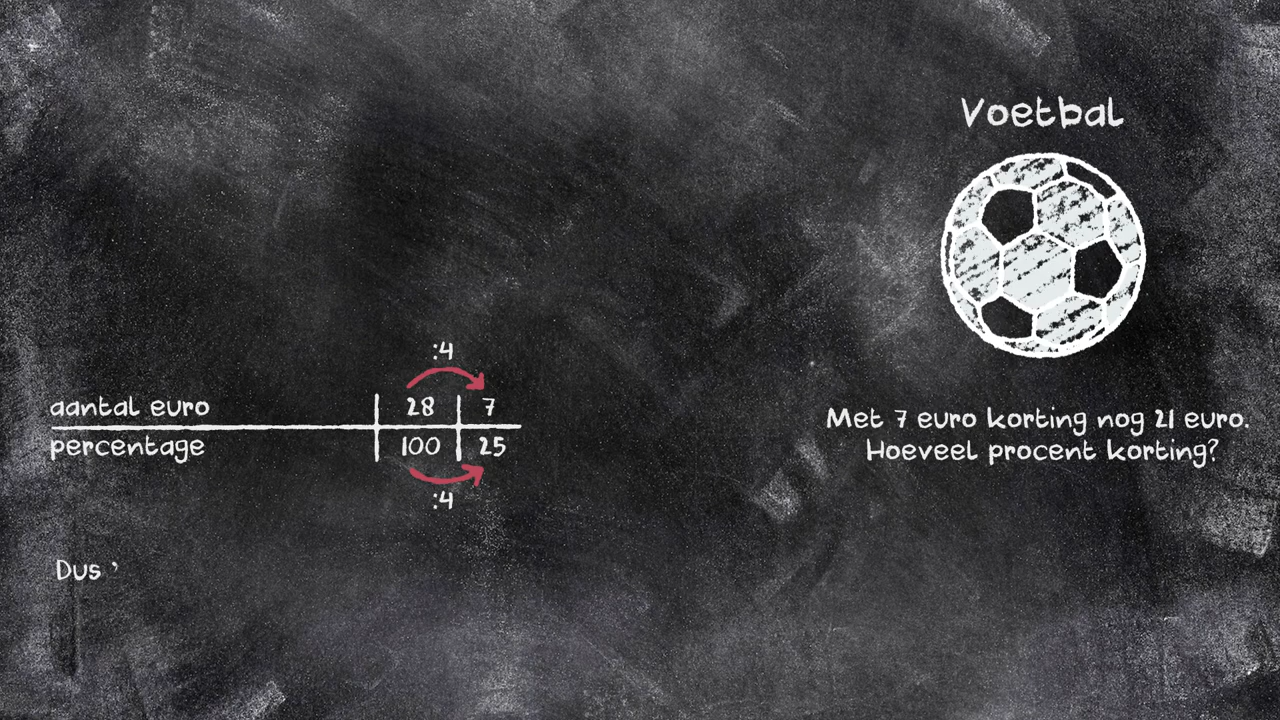 Voetbal
:4
aantal euro 28 7
percentage 100 25
:4
Met 7 euro korting nog 21 euro.
Hoeveel procent korting?
Dus